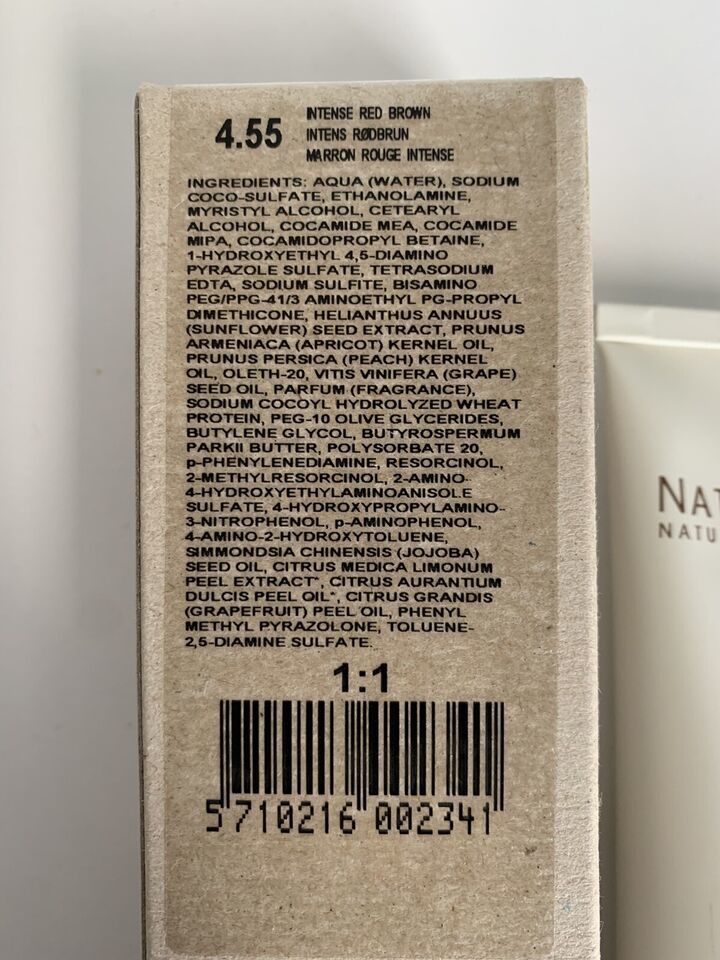 4.55
INTENSE RED BROWN
INTENS RØDBRUN
MARRON ROUGE INTENSE
INGREDIENTS: AQUA (WATER), SODIUM
COCO-SULFATE, ETHANOLAMINE,
MYRISTYL ALCOHOL, CETEARYL
ALCOHOL, COCAMIDE MEA, COCAMIDE
MIPA, COCAMIDOPROPYL BETAINE,
1-HYDROXYETHYL 4,5-DIAMINO
PYRAZOLE SULFATE, TETRASODIUM
EDTA, SODIUM SULFITE, BISAMINO
PEG/PPG-41/3 AMINOETHYL PG-PROPYL
DIMETHICONE, HELIANTHUS ANNUUS
(SUNFLOWER) SEED EXTRACT, PRUNUS
ARMENIACA (APRICOT) KERNEL OIL,
PRUNUS PERSICA (PEACH) KERNEL
OIL, OLETH-20, VITIS VINIFERA (GRAPE)
SEED OIL, PARFUM (FRAGRANCE),
SODIUM COCOYL HYDROLYZED WHEAT
PROTEIN, PEG-10 OLIVE GLYCERIDES,
BUTYLENE GLYCOL, BUTYROSPERMUM
PARKII BUTTER, POLYSORBATE 20,
p-PHENYLENEDIAMINE, RESORCINOL,
2-METHYLRESORCINOL, 2-AMINO-
4-HYDROXYETHYLAMINOANISOLE
SULFATE, 4-HYDROXYPROPYLAMINO-
3-NITROPHENOL, p-AMINOPHENOL,
4-AMINO-2-HYDROXYTOLUENE,
SIMMONDSIA CHINENSIS (JOJOBA)
SEED OIL, CITRUS MEDICA LIMONUM
PEEL EXTRACT*, CITRUS AURANTIUM
DULCIS PEEL OIL*, CITRUS GRANDIS
(GRAPEFRUIT) PEEL OIL, PHENYL
METHYL PYRAZOLONE, TOLUENE-
2,5-DIAMINE SULFATE.
1:1
5 710216 002341
NAT
NATU